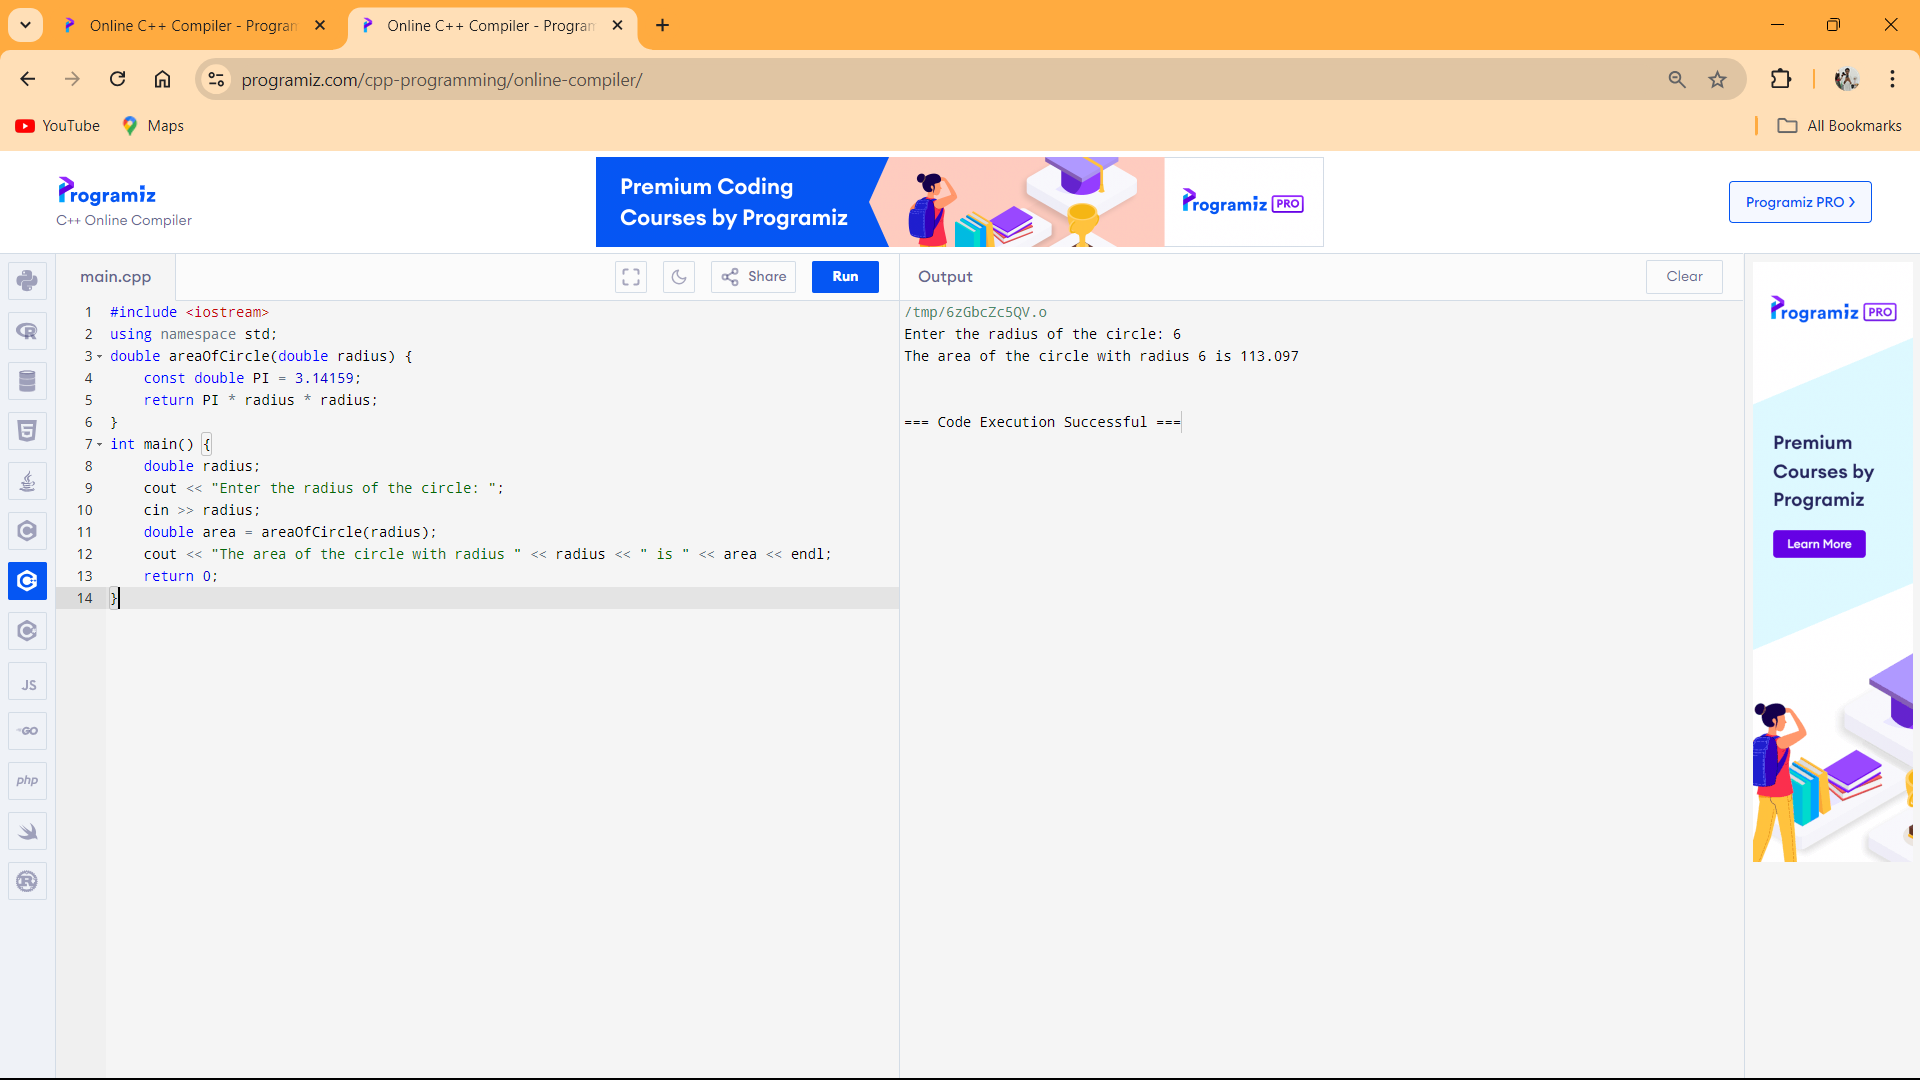 Online C++ Compiler - Program
Online C++ Compiler - Program
programiz.com/cpp-programming/online-compiler/
YouTube
Maps
All Bookmarks
Programiz
C++ Online Compiler
Premium Coding
Courses by Programiz
Programiz PRO
Programiz PRO
main.cpp
Share
Run
Output
Clear
1 #include <iostream>
2 using namespace std;
3 double areaOfCircle(double radius) {
4     const double PI = 3.14159;
5     return PI * radius * radius;
6 }
7 int main() {
8     double radius;
9     cout << "Enter the radius of the circle: ";
10     cin >> radius;
11     double area = areaOfCircle(radius);
12     cout << "The area of the circle with radius " << radius << " is " << area << endl;
13     return 0;
14 }
/tmp/6zGbcZc5QV.o
Enter the radius of the circle: 6
The area of the circle with radius 6 is 113.097
=== Code Execution Successful ===
JS
GO
php
Programiz PRO
Premium
Courses by
Programiz
Learn More